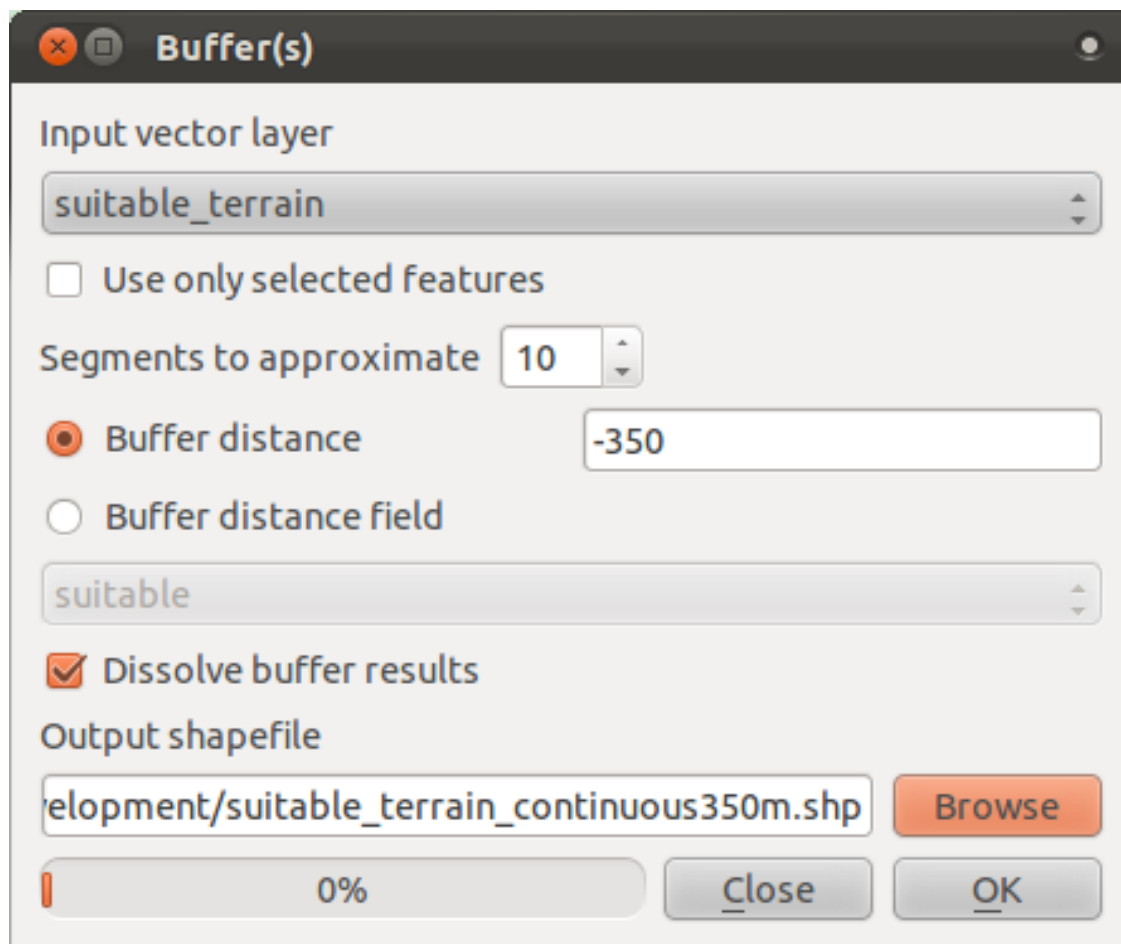 Buffer(s)
Input vector layer
suitable_terrain
Use only selected features
Segments to approximate 10
Buffer distance -350
Buffer distance field
suitable
Dissolve buffer results
Output shapefile
velopment/suitable_terrain_continuous350m.shp Browse
0% Close OK